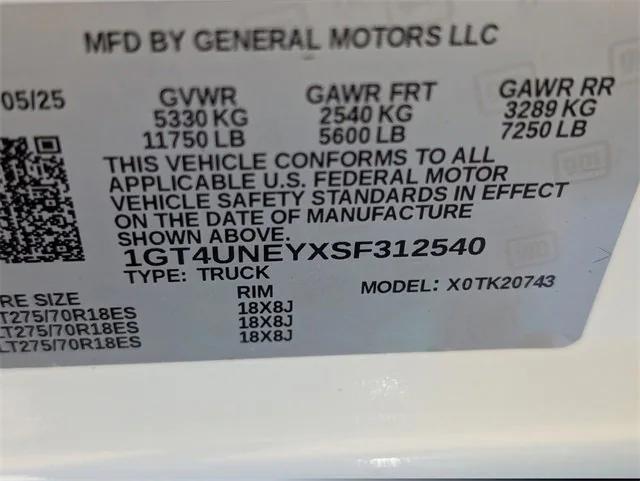 MFD BY GENERAL MOTORS LLC
05/25 GVWR GAWR FRT GAWR RR
5330 KG 2540 KG 3289 KG
11750 LB 5600 LB 7250 LB
THIS VEHICLE CONFORMS TO ALL
APPLICABLE U.S. FEDERAL MOTOR
VEHICLE SAFETY STANDARDS IN EFFECT
ON THE DATE OF MANUFACTURE
SHOWN ABOVE.
1GT4UNEYXSF312540
TYPE: TRUCK MODEL: X0TK20743
RE SIZE RIM
T275/70R18ES 18X8J
T275/70R18ES 18X8J
LT275/70R18ES 18X8J